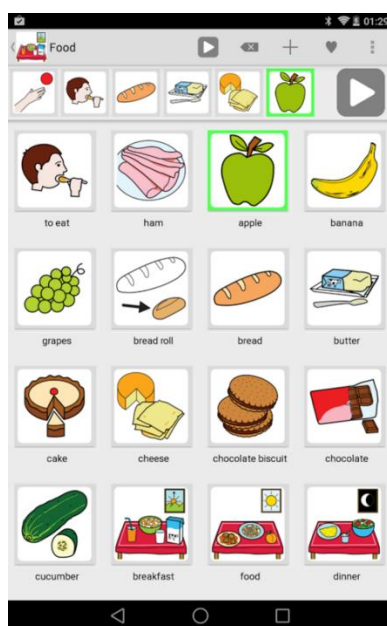 01:29
Food
to eat ham apple banana
grapes bread roll bread butter
cake cheese chocolate biscuit chocolate
cucumber breakfast food dinner